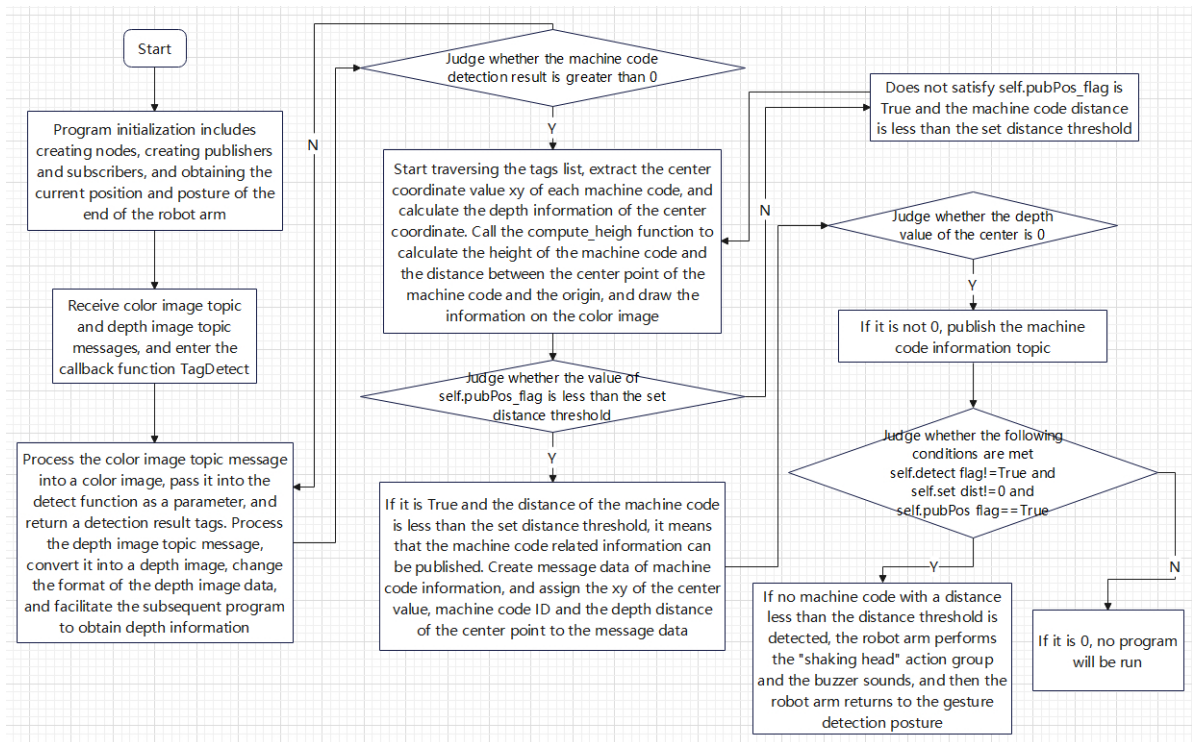 Start
Program initialization includes
creating nodes, creating publishers
and subscribers, and obtaining the
current position and posture of the
end of the robot arm
Receive color image topic
and depth image topic
messages, and enter the
callback function TagDetect
Process the color image topic message
into a color image, pass it into the
detect function as a parameter, and
return a detection result tags. Process
the depth image topic message,
convert it into a depth image, change
the format of the depth image data,
and facilitate the subsequent program
to obtain depth information
N
Judge whether the machine code
detection result is greater than 0
Y
Start traversing the tags list, extract the center
coordinate value xy of each machine code, and
calculate the depth information of the center
coordinate. Call the compute_heigh function to
calculate the height of the machine code and
the distance between the center point of the
machine code and the origin, and draw the
information on the color image
Judge whether the value of
self.pubPos_flag is less than the set
distance threshold
Y
If it is True and the distance of the machine code
is less than the set distance threshold, it means
that the machine code related information can
be published. Create message data of machine
code information, and assign the xy of the center
value, machine code ID and the depth distance
of the center point to the message data
N
Does not satisfy self.pubPos_flag is
True and the machine code distance
is less than the set distance threshold
Judge whether the depth
value of the center is 0
Y
If it is not 0, publish the machine
code information topic
Judge whether the following
conditions are met
self.detect flag!=True and
self.set dist!=0 and
self.pubPos flag==True
Y
If no machine code with a distance
less than the distance threshold is
detected, the robot arm performs
the "shaking head" action group
and the buzzer sounds, and then the
robot arm returns to the gesture
detection posture
N
If it is 0, no program
will be run